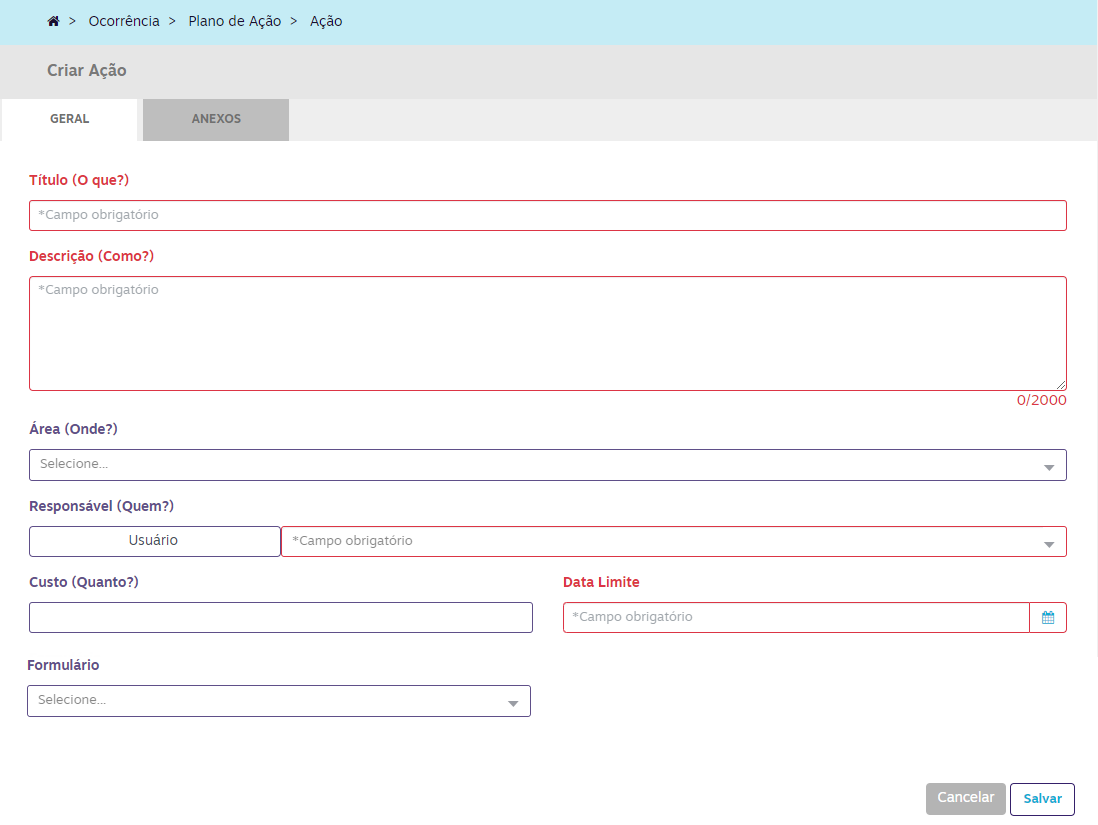 > Ocorrência > Plano de Ação > Ação
Criar Ação
GERAL ANEXOS
Título (O que?)
*Campo obrigatório
Descrição (Como?)
*Campo obrigatório
0/2000
Área (Onde?)
Selecione...
Responsável (Quem?)
Usuário *Campo obrigatório
Custo (Quanto?) Data Limite
*Campo obrigatório
Formulário
Selecione...
Cancelar Salvar